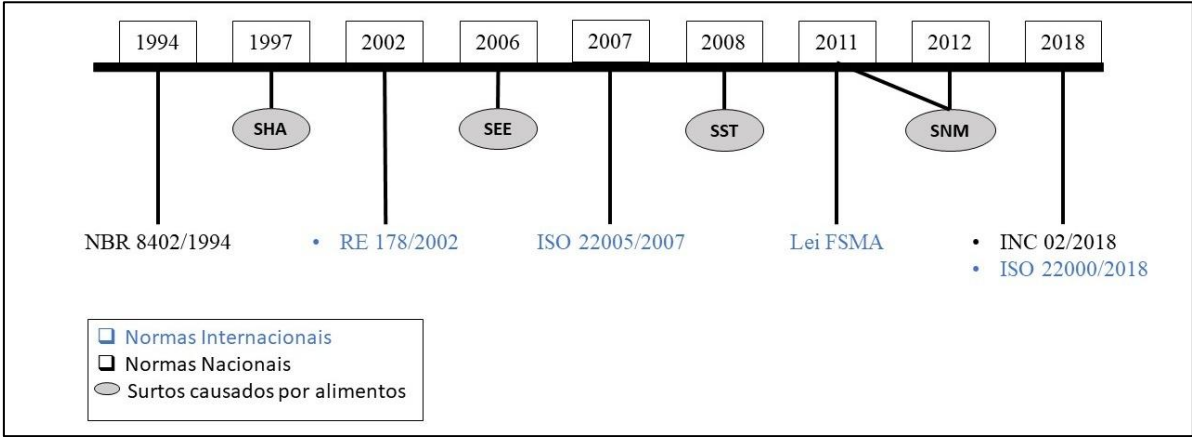 1994 1997 2002 2006 2007 2008 2011 2012 2018
SHA SEE SST SNM
NBR 8402/1994 • RE 178/2002 ISO 22005/2007 Lei FSMA • INC 02/2018
• ISO 22000/2018
Normas Internacionais
Normas Nacionais
Surtos causados por alimentos